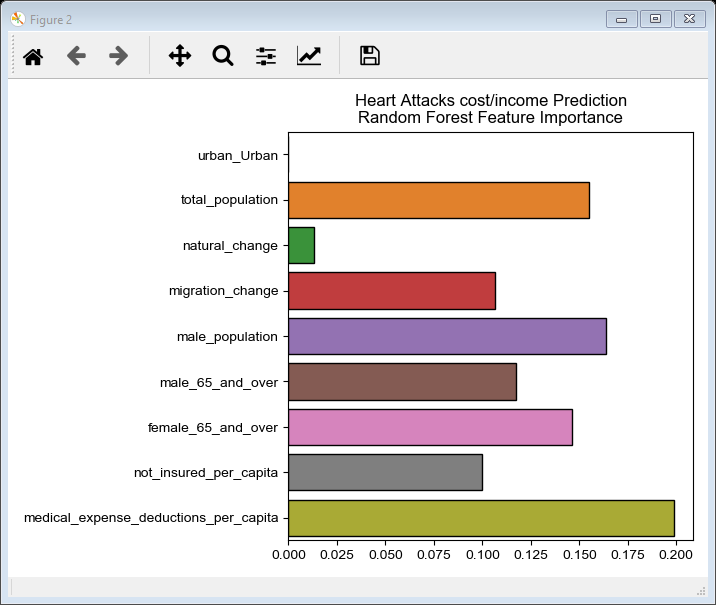 Figure 2
Heart Attacks cost/income Prediction
Random Forest Feature Importance
urban_Urban
total_population
natural_change
migration_change
male_population
male_65_and_over
female_65_and_over
not_insured_per_capita
medical_expense_deductions_per_capita
0.000 0.025 0.050 0.075 0.100 0.125 0.150 0.175 0.200